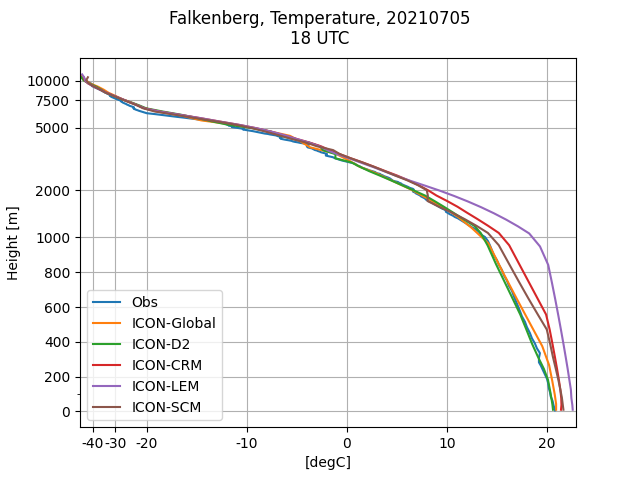 Falkenberg, Temperature, 20210705
18 UTC
Height [m]
10000
7500
5000
2000
1000
800
600
400
200
0
Obs
ICON-Global
ICON-D2
ICON-CRM
ICON-LEM
ICON-SCM
-40 -30 -20 -10 0 10 20
[degC]